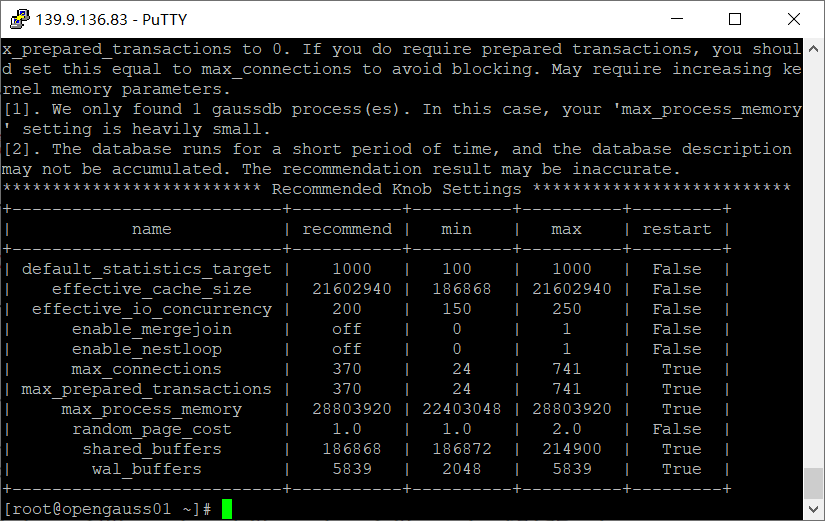 139.9.136.83 - PuTTY
x_prepared_transactions to 0. If you do require prepared transactions, you shoul
d set this equal to max_connections to avoid blocking. May require increasing ke
rnel memory parameters.
[1]. We only found 1 gaussdb process(es). In this case, your 'max_process_memory
' setting is heavily small.
[2]. The database runs for a short period of time, and the database description
may not be accumulated. The recommendation result may be inaccurate.
************************** Recommended Knob Settings **************************
+---------------------------+-----------+----------+----------+---------+
|            name           | recommend |   min    |   max    | restart |
+---------------------------+-----------+----------+----------+---------+
| default_statistics_target |    1000   |   100    |   1000   |  False  |
|    effective_cache_size   |  21602940 |  186868  | 21602940 |  False  |
|  effective_io_concurrency |    200    |   150    |   250    |  False  |
|      enable_mergejoin     |    off    |    0     |    1     |  False  |
|      enable_nestloop      |    off    |    0     |    1     |  False  |
|      max_connections      |    370    |    24    |   741    |   True  |
| max_prepared_transactions |    370    |    24    |   741    |   True  |
|     max_process_memory    |  28803920 | 22403048 | 28803920 |   True  |
|      random_page_cost     |    1.0    |   1.0    |   2.0    |  False  |
|       shared_buffers      |   186868  |  186872  |  214900  |   True  |
|        wal_buffers        |    5839   |   2048   |   5839   |   True  |
+---------------------------+-----------+----------+----------+---------+
[root@opengauss01 ~]#